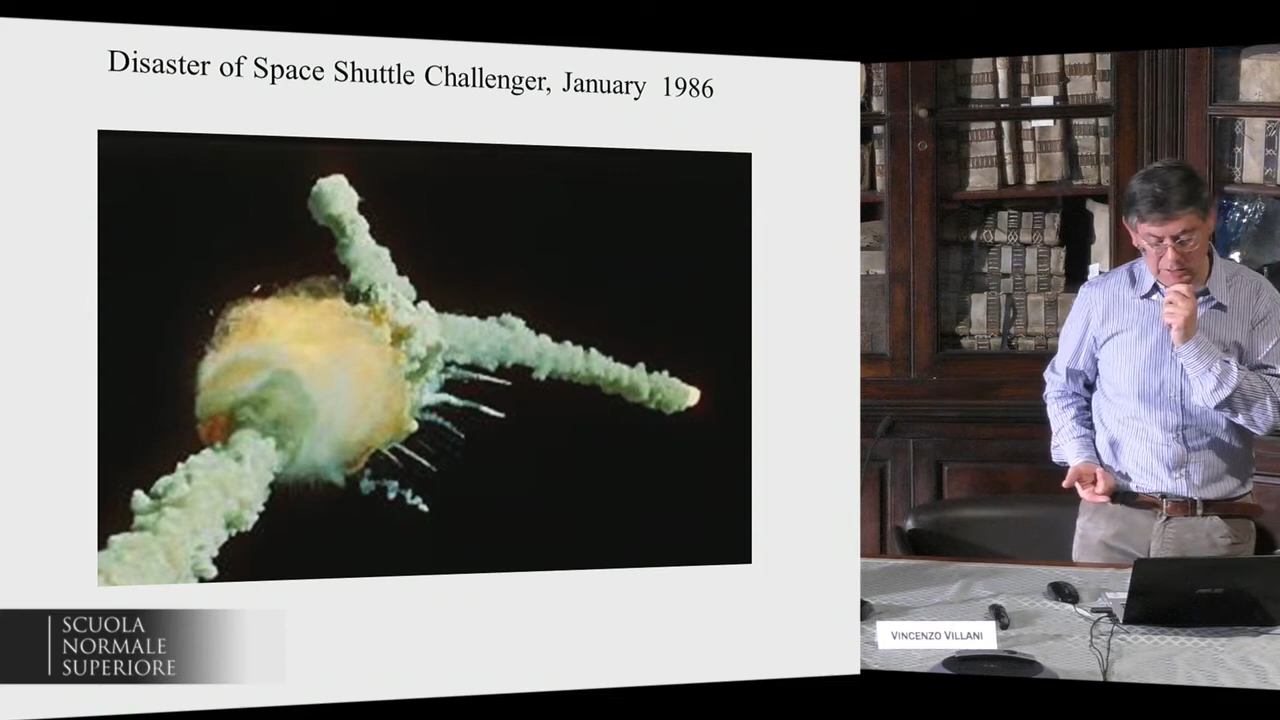 Disaster of Space Shuttle Challenger, January 1986
SCUOLA
NORMALE
SUPERIORE
VINCENZO VILLANI